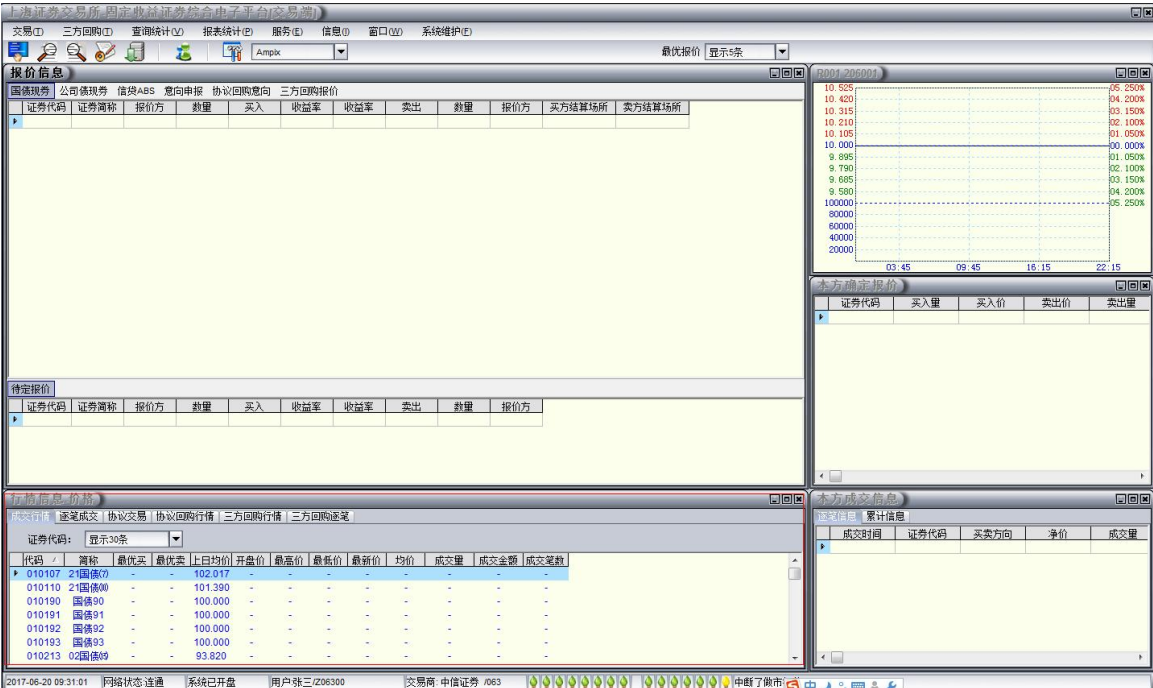 上海证券交易所_固定收益证券综合电子平台[交易端]
交易(T) 三方回购(T) 查询统计(V) 报表统计(P) 服务(E) 信息(I) 窗口(W) 系统维护(F)
Ampix 最优报价 显示5条
报价信息
国债现券 公司债现券 信贷ABS 意向申报 协议回购意向 三方回购报价
证券代码 证券简称 报价方 数量 买入 收益率 收益率 卖出 数量 报价方 买方结算场所 卖方结算场所
待定报价
证券代码 证券简称 报价方 数量 买入 收益率 收益率 卖出 数量 报价方
R001_206001
10.525 05.250%
10.420 04.200%
10.315 03.150%
10.210 02.100%
10.105 01.050%
10.000 00.000%
9.895 01.050%
9.790 02.100%
9.685 03.150%
9.580 04.200%
100000 05.250%
80000
60000
40000
20000
03:45 09:45 16:15 22:15
本方确定报价
证券代码 买入量 买入价 卖出价 卖出量
行情信息_价格
成交行情 逐笔成交 协议交易 协议回购行情 三方回购行情 三方回购逐笔
证券代码: 显示30条
代码 简称 最优买 最优卖 上日均价 开盘价 最高价 最低价 最新价 均价 成交量 成交金额 成交笔数
010107 21国债⑺ - - 102.017 - - - - - - - -
010110 21国债⑽ - - 101.390 - - - - - - - -
010190 国债90 - - 100.000 - - - - - - - -
010191 国债91 - - 100.000 - - - - - - - -
010192 国债92 - - 100.000 - - - - - - - -
010193 国债93 - - 100.000 - - - - - - - -
010213 02国债⒀ - - 93.820 - - - - - - - -
本方成交信息
逐笔信息 累计信息
成交时间 证券代码 买卖方向 净价 成交量
2017-06-20 09:31:01 网络状态:连通 系统已开盘 用户:张三/Z06300 交易商:中信证券 /063 中断了做市
中